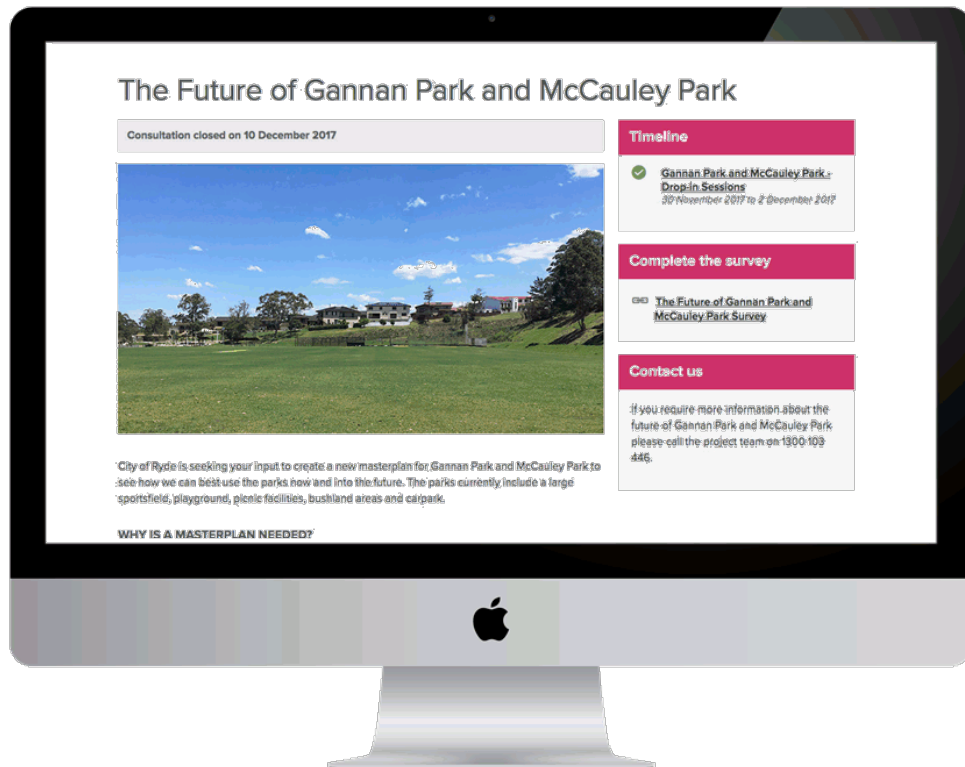 The Future of Gannan Park and McCauley Park
Consultation closed on 10 December 2017
City of Ryde is seeking your input to create a new masterplan for Gannan Park and McCauley Park to
see how we can best use the parks now and into the future. The parks currently include a large
sportsfield, playground, picnic facilities, bushland areas and carpark.
WHY IS A MASTERPLAN NEEDED?
Timeline
Gannan Park and McCauley Park -
Drop-in Sessions
30 November 2017 to 2 December 2017
Complete the survey
The Future of Gannan Park and
McCauley Park Survey
Contact us
If you require more information about the
future of Gannan Park and McCauley Park
please call the project team on 1300 103
446.